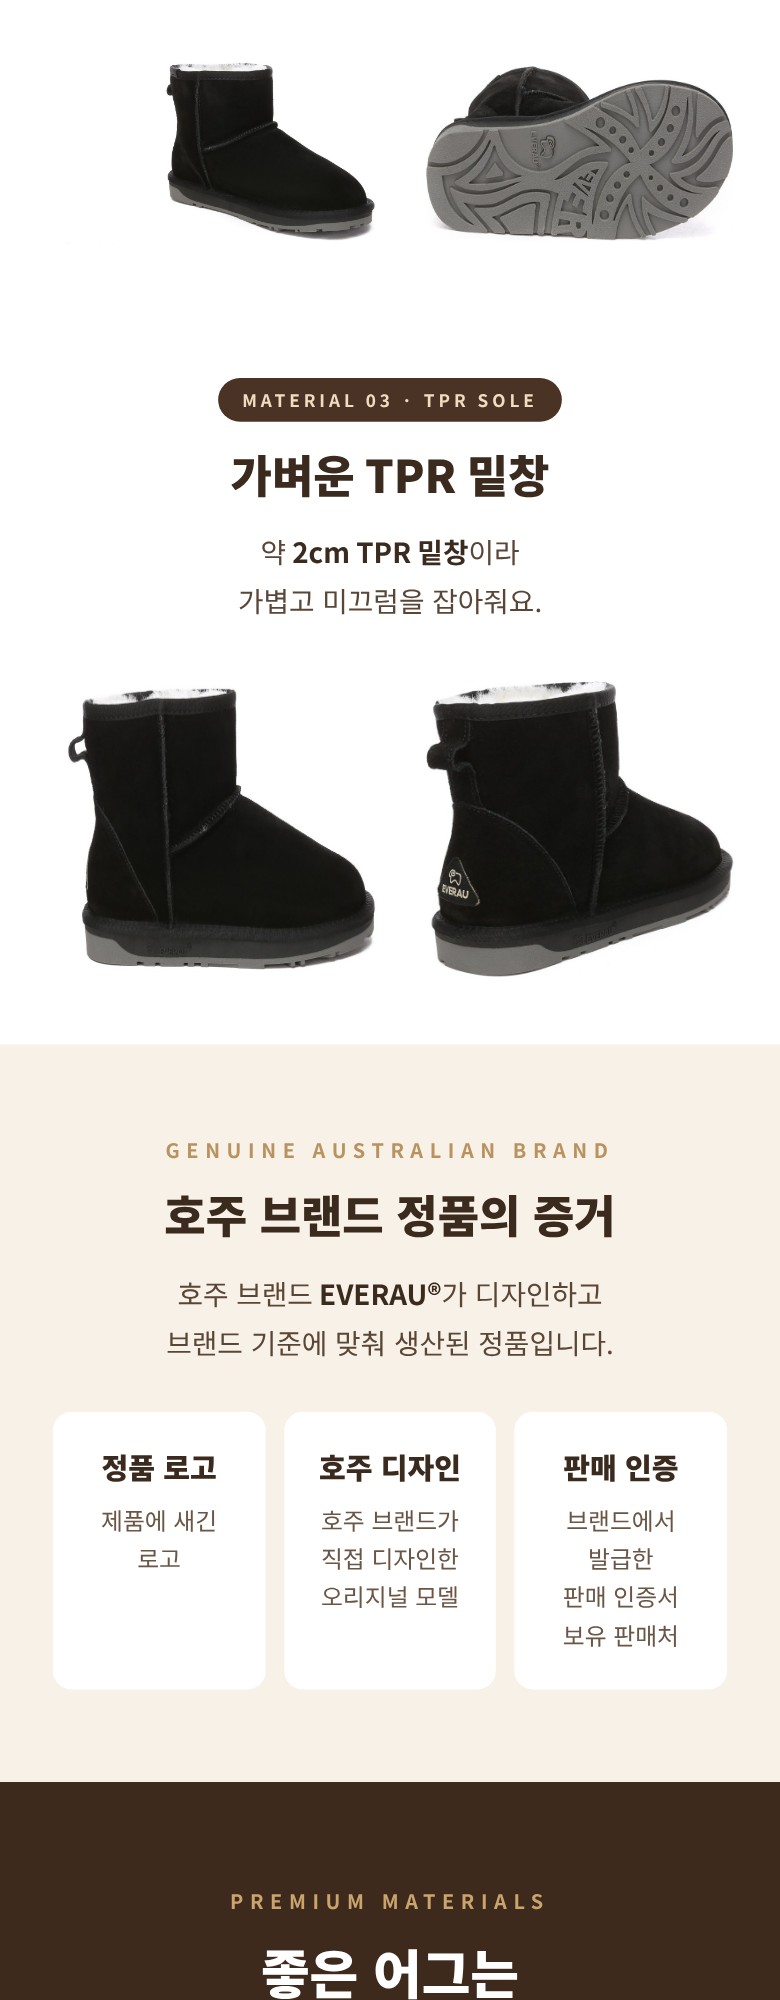 EVER
MATERIAL 03 · TPR SOLE
가벼운 TPR 밑창
약 2cm TPR 밑창이라
가볍고 미끄럼을 잡아줘요.
EVERAU
GENUINE AUSTRALIAN BRAND
호주 브랜드 정품의 증거
호주 브랜드 EVERAU®가 디자인하고
브랜드 기준에 맞춰 생산된 정품입니다.
정품 로고
제품에 새긴
로고
호주 디자인
호주 브랜드가
직접 디자인한
오리지널 모델
판매 인증
브랜드에서
발급한
판매 인증서
보유 판매처
PREMIUM MATERIALS
좋은 어그는